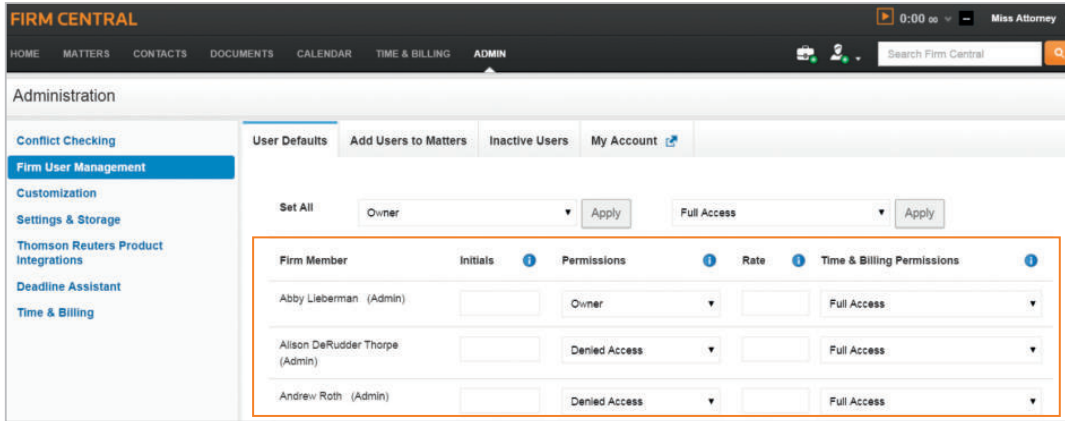 FIRM CENTRAL
0:00 00 Miss Attorney
HOME MATTERS CONTACTS DOCUMENTS CALENDAR TIME & BILLING ADMIN
Search Firm Central
Administration
Conflict Checking
Firm User Management
Customization
Settings & Storage
Thomson Reuters Product
Integrations
Deadline Assistant
Time & Billing
User Defaults Add Users to Matters Inactive Users My Account
Set All Owner Apply Full Access Apply
Firm Member Initials Permissions Rate Time & Billing Permissions
Abby Lieberman (Admin) Owner Full Access
Alison DeRudder Thorpe
(Admin) Denied Access Full Access
Andrew Roth (Admin) Denied Access Full Access